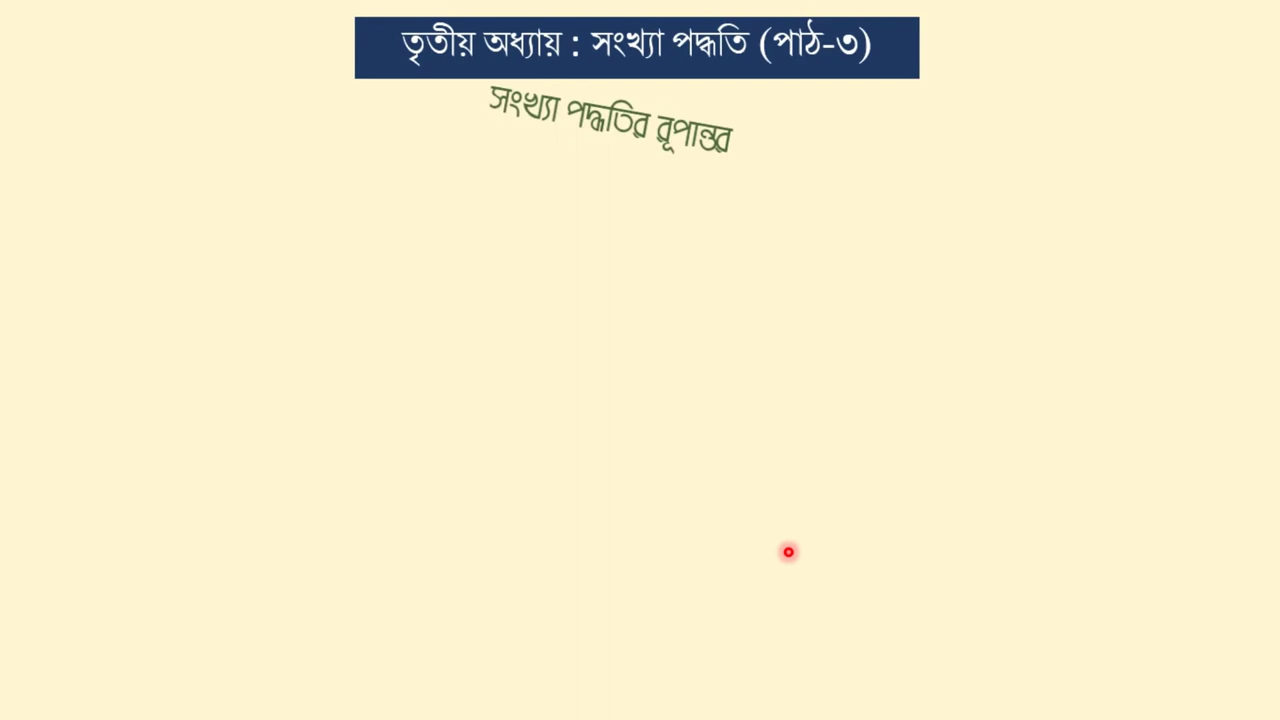 তৃতীয় অধ্যায় : সংখ্যা পদ্ধতি (পাঠ-৩)
সংখ্যা পদ্ধতির রূপান্তর